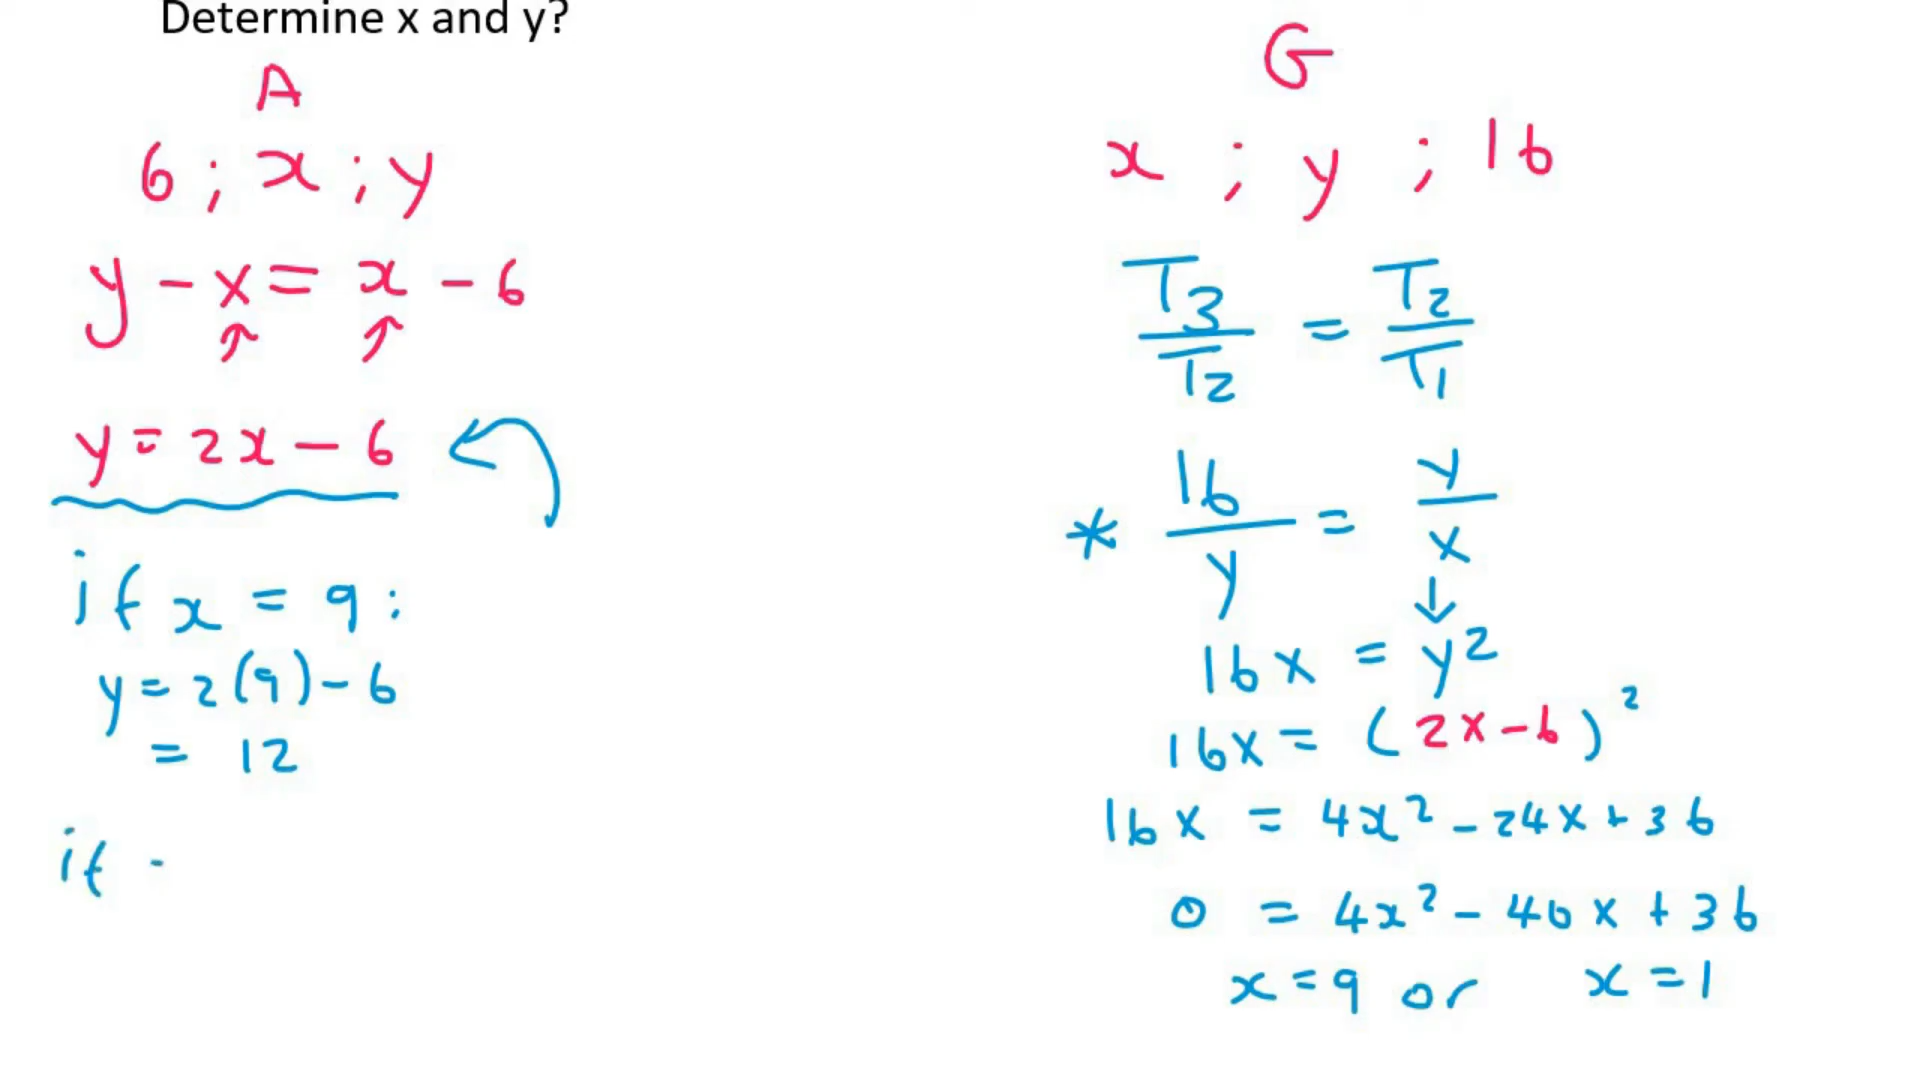 Determine x and y?
A
6 ; x ; y
y - x = x - 6
y = 2x - 6
if x = 9 :
y = 2(9) - 6
= 12
if -
G
x ; y ; 16
T3/T2 = T2/T1
* 16/y = y/x
16x = y²
16x = (2x-6)²
16x = 4x² - 24x + 36
0 = 4x² - 40x + 36
x = 9 or x = 1